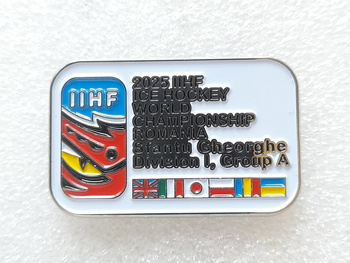 IIHF
2025 IIHF
ICE HOCKEY
WORLD
CHAMPIONSHIP
ROMANIA
Sfantu Gheorghe
Division I, Group A